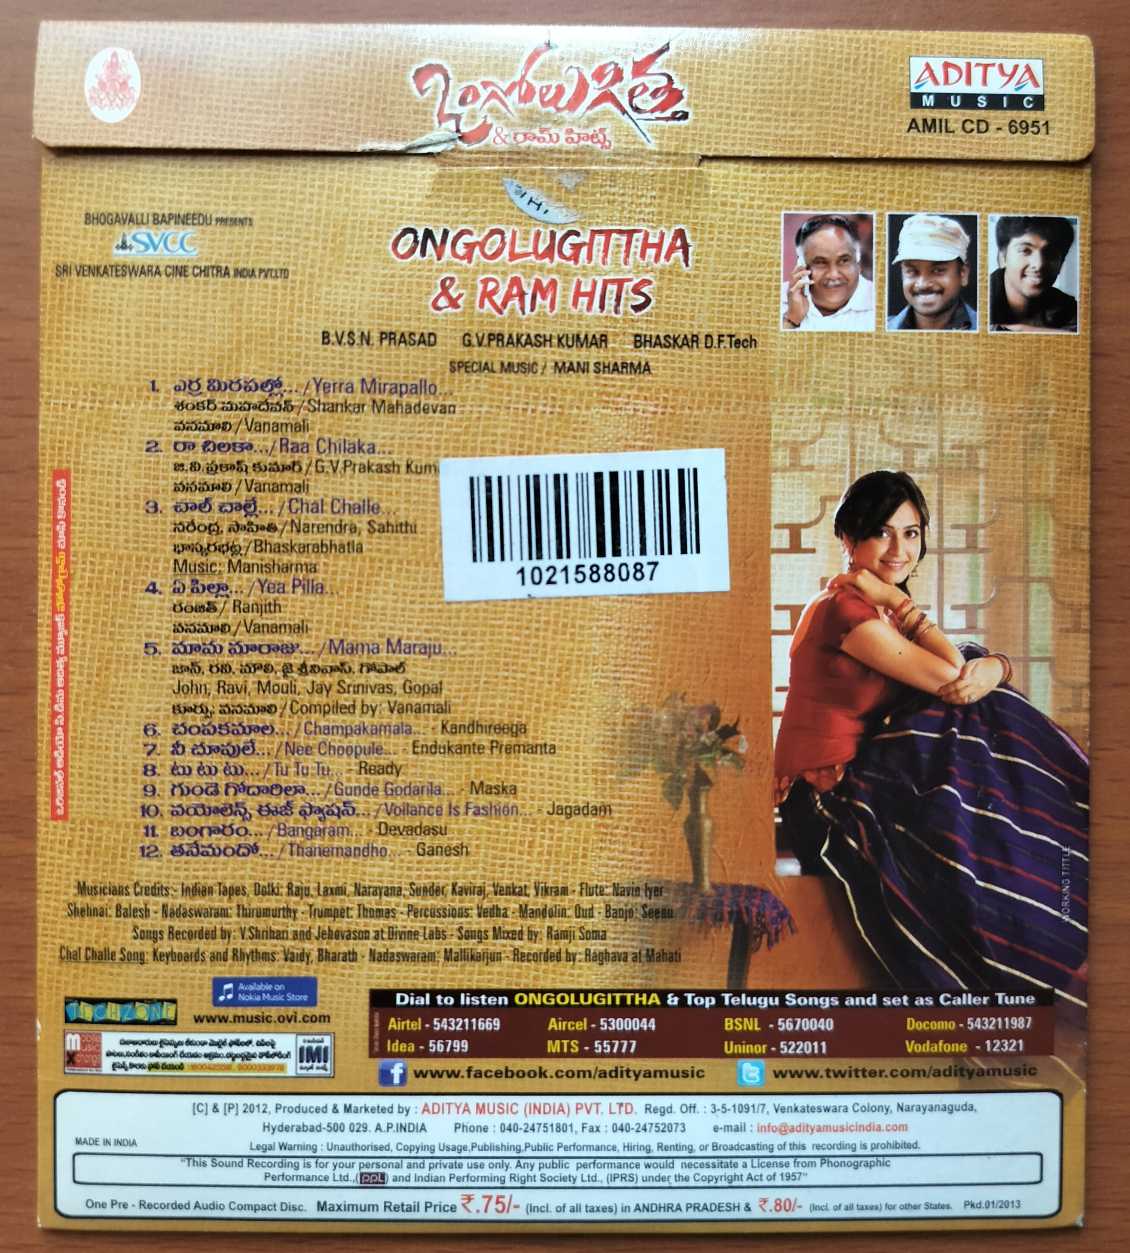 ఒంగోలుగిత్త
& రామ్ హిట్స్
ADITYA
MUSIC
AMIL CD - 6951
BHOGAVALLI BAPINEEDU PRESENTS
SVCC
SRI VENKATESWARA CINE CHITRA INDIA PVT.LTD
ONGOLUGITTHA
& RAM HITS
B.V.S.N. PRASAD G.V.PRAKASH KUMAR BHASKAR D.F.Tech
SPECIAL MUSIC / MANI SHARMA
1. ఎర్ర మిరపల్లో... /Yerra Mirapallo...
శంకర్ మహాదేవన్ /Shankar Mahadevan
వనమాలి /Vanamali
2. రా చిలకా... /Raa Chilaka...
జి.వి.ప్రకాష్ కుమార్ /G.V.Prakash Kum
వనమాలి /Vanamali
3. చాల్ చాల్లే... /Chal Challe...
నరేంద్ర, సాహితి /Narendra, Sahithi
భాస్కరభట్ల /Bhaskarabhatla
Music: Manisharma
4. ఏ పిల్లా... /Yea Pilla...
రంజిత్ / Ranjith
వనమాలి / Vanamali
5. మామ మారాజు... /Mama Maraju...
జాన్, రవి, మౌళి, జై శ్రీనివాస్, గోపాల్
John, Ravi, Mouli, Jay Srinivas, Gopal
కూర్పు: వనమాలి /Compiled by: Vanamali
6. చంపకమాల... /Champakamala... - Kandhireega
7. నీ చూపులే... /Nee Choopule... - Endukante Premanta
8. టు టు టు... /Tu Tu Tu... - Ready
9. గుండె గోదారిలా... /Gunde Godarila... - Maska
10. వయోలెన్స్ ఈజ్ ఫ్యాషన్... /Voilance Is Fashion... - Jagadam
11. బంగారం... /Bangaram... - Devadasu
12. తనేమందో... /Thanemandho... - Ganesh
1021588087
WORKING TITTLE
Musicians Credits:- Indian Tapes, Dolki: Raju, Laxmi, Narayana, Sunder, Kaviraj, Venkat, Vikram - Flute: Navin Iyer
Shehnai: Balesh - Nadaswaram: Thirumurthy - Trumpet: Thomas - Percussions: Vedha - Mandolin: Oud - Banjo: Seenu
Songs Recorded by: V.Shrihari and Jehovason at Divine Labs - Songs Mixed by: Ramji Soma
Chal Challe Song: Keyboards and Rhythms: Vaidy, Bharath - Nadaswaram: Mallikarjun - Recorded by: Raghava at Mahati
Available on
Nokia Music Store
www.music.ovi.com
Dial to listen ONGOLUGITTHA & Top Telugu Songs and set as Caller Tune
Airtel - 543211669 Aircel - 5300044 BSNL - 5670040 Docomo - 543211987
Idea - 56799 MTS - 55777 Uninor - 522011 Vodafone - 12321
mobile
music
xchange
IMI
www.facebook.com/adityamusic www.twitter.com/adityamusic
[C] & [P] 2012, Produced & Marketed by : ADITYA MUSIC (INDIA) PVT. LTD. Regd. Off. : 3-5-1091/7, Venkateswara Colony, Narayanaguda,
Hyderabad-500 029. A.P.INDIA Phone : 040-24751801, Fax : 040-24752073 e-mail : info@adityamusicindia.com
MADE IN INDIA
Legal Warning : Unauthorised, Copying Usage,Publishing,Public Performance, Hiring, Renting, or Broadcasting of this recording is prohibited.
"This Sound Recording is for your personal and private use only. Any public performance would necessitate a License from Phonographic
Performance Ltd.,(ppl) and Indian Performing Right Society Ltd., (IPRS) under the Copyright Act of 1957"
One Pre - Recorded Audio Compact Disc. Maximum Retail Price ₹.75/- (Incl. of all taxes) in ANDHRA PRADESH & ₹.80/- (Incl. of all taxes) for other States. Pkd.01/2013